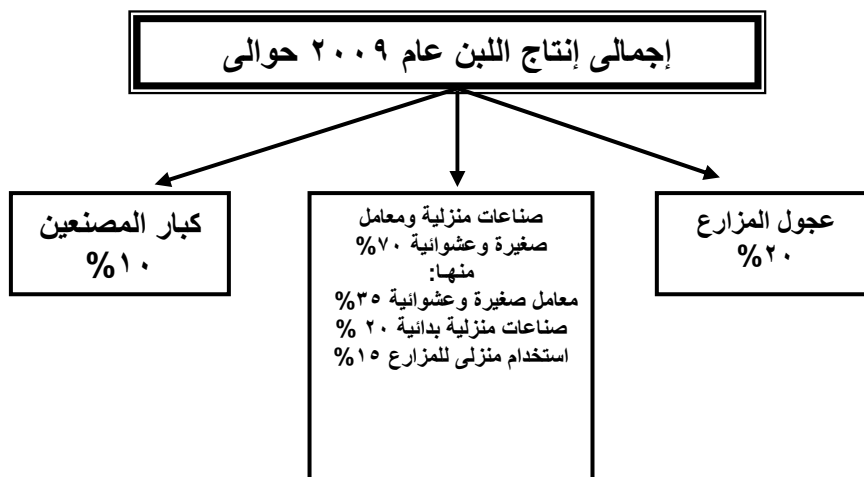 إجمالى إنتاج اللبن عام ٢٠٠٩ حوالى
عجول المزارع
٢٠%
صناعات منزلية ومعامل
صغيرة وعشوائية ٧٠%
منهـا:
معامل صغيرة وعشوائية ٣٥%
صناعات منزلية بدائية ٢٠ %
استخدام منزلى للمزارع ١٥%
كبار المصنعين
١٠%